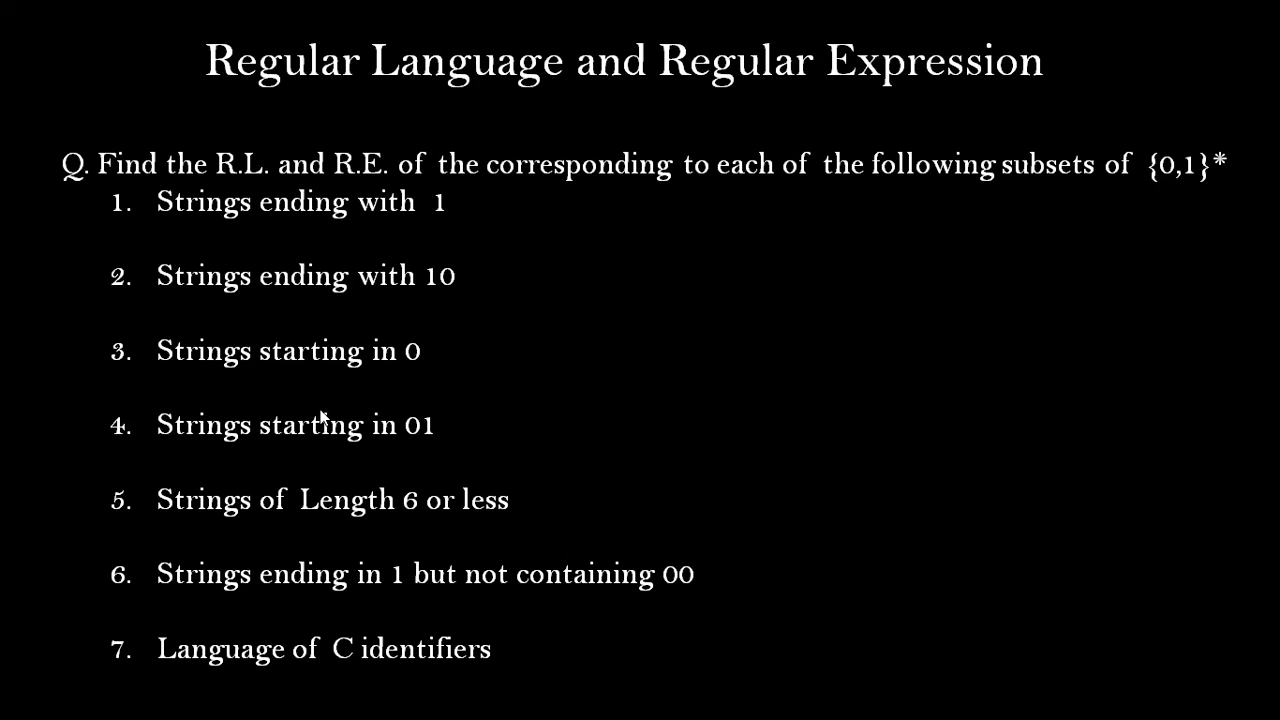 Regular Language and Regular Expression
Q. Find the R.L. and R.E. of the corresponding to each of the following subsets of {0,1}*
1. Strings ending with 1
2. Strings ending with 10
3. Strings starting in 0
4. Strings starting in 01
5. Strings of Length 6 or less
6. Strings ending in 1 but not containing 00
7. Language of C identifiers